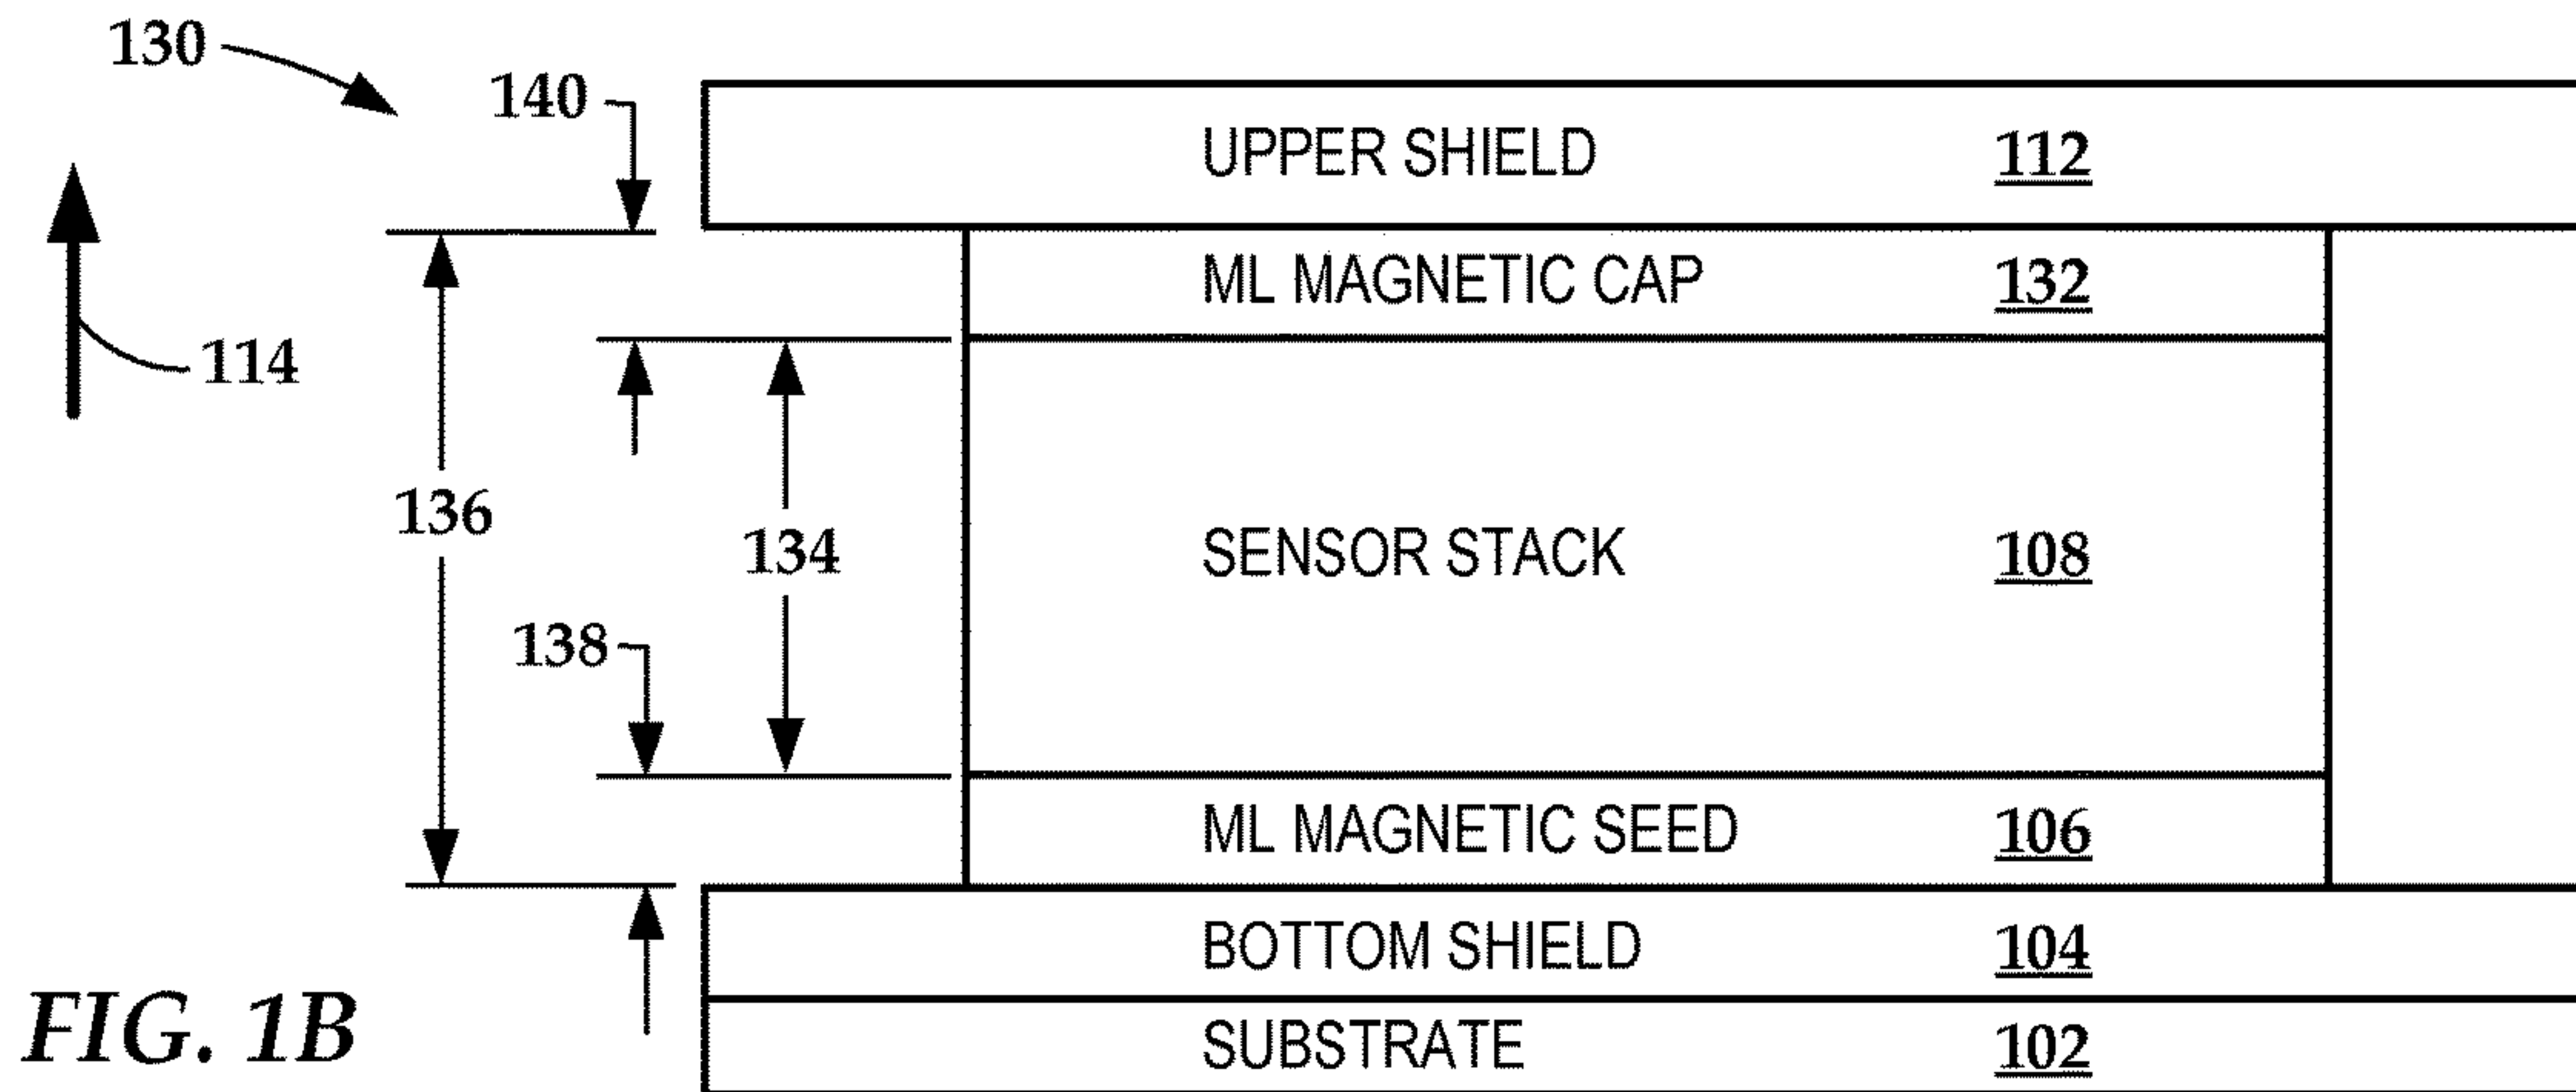 130
140
UPPER SHIELD 112
ML MAGNETIC CAP 132
114
136
134
SENSOR STACK 108
138
ML MAGNETIC SEED 106
BOTTOM SHIELD 104
SUBSTRATE 102
FIG. 1B